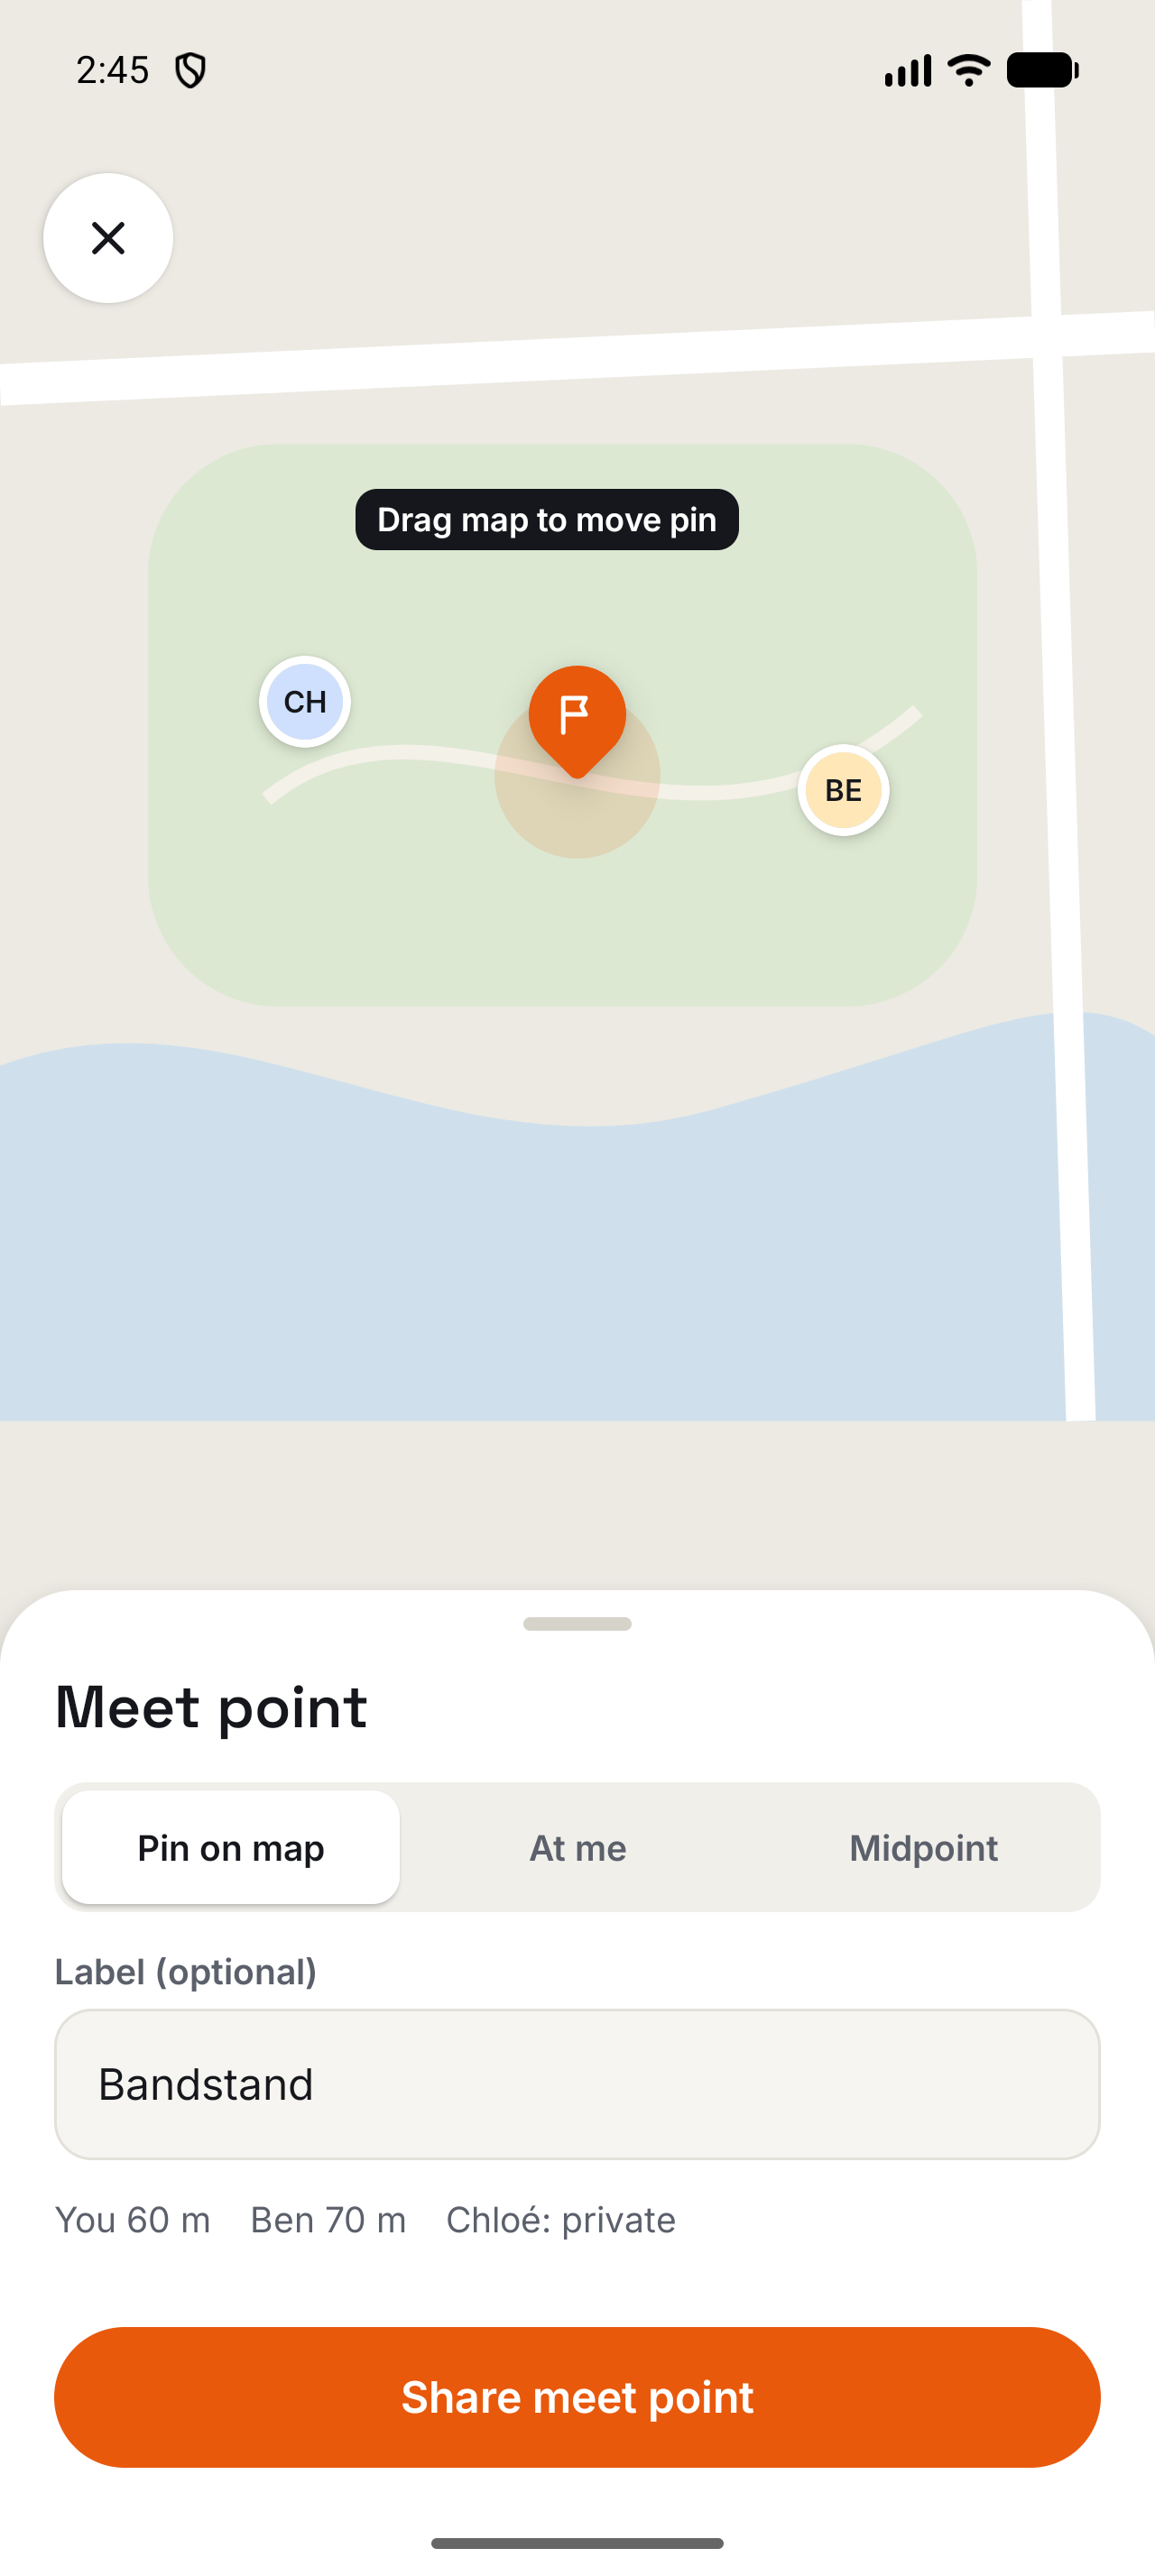 2:45
Drag map to move pin
CH
BE
Meet point
Pin on map At me Midpoint
Label (optional)
Bandstand
You 60 m Ben 70 m Chloé: private
Share meet point